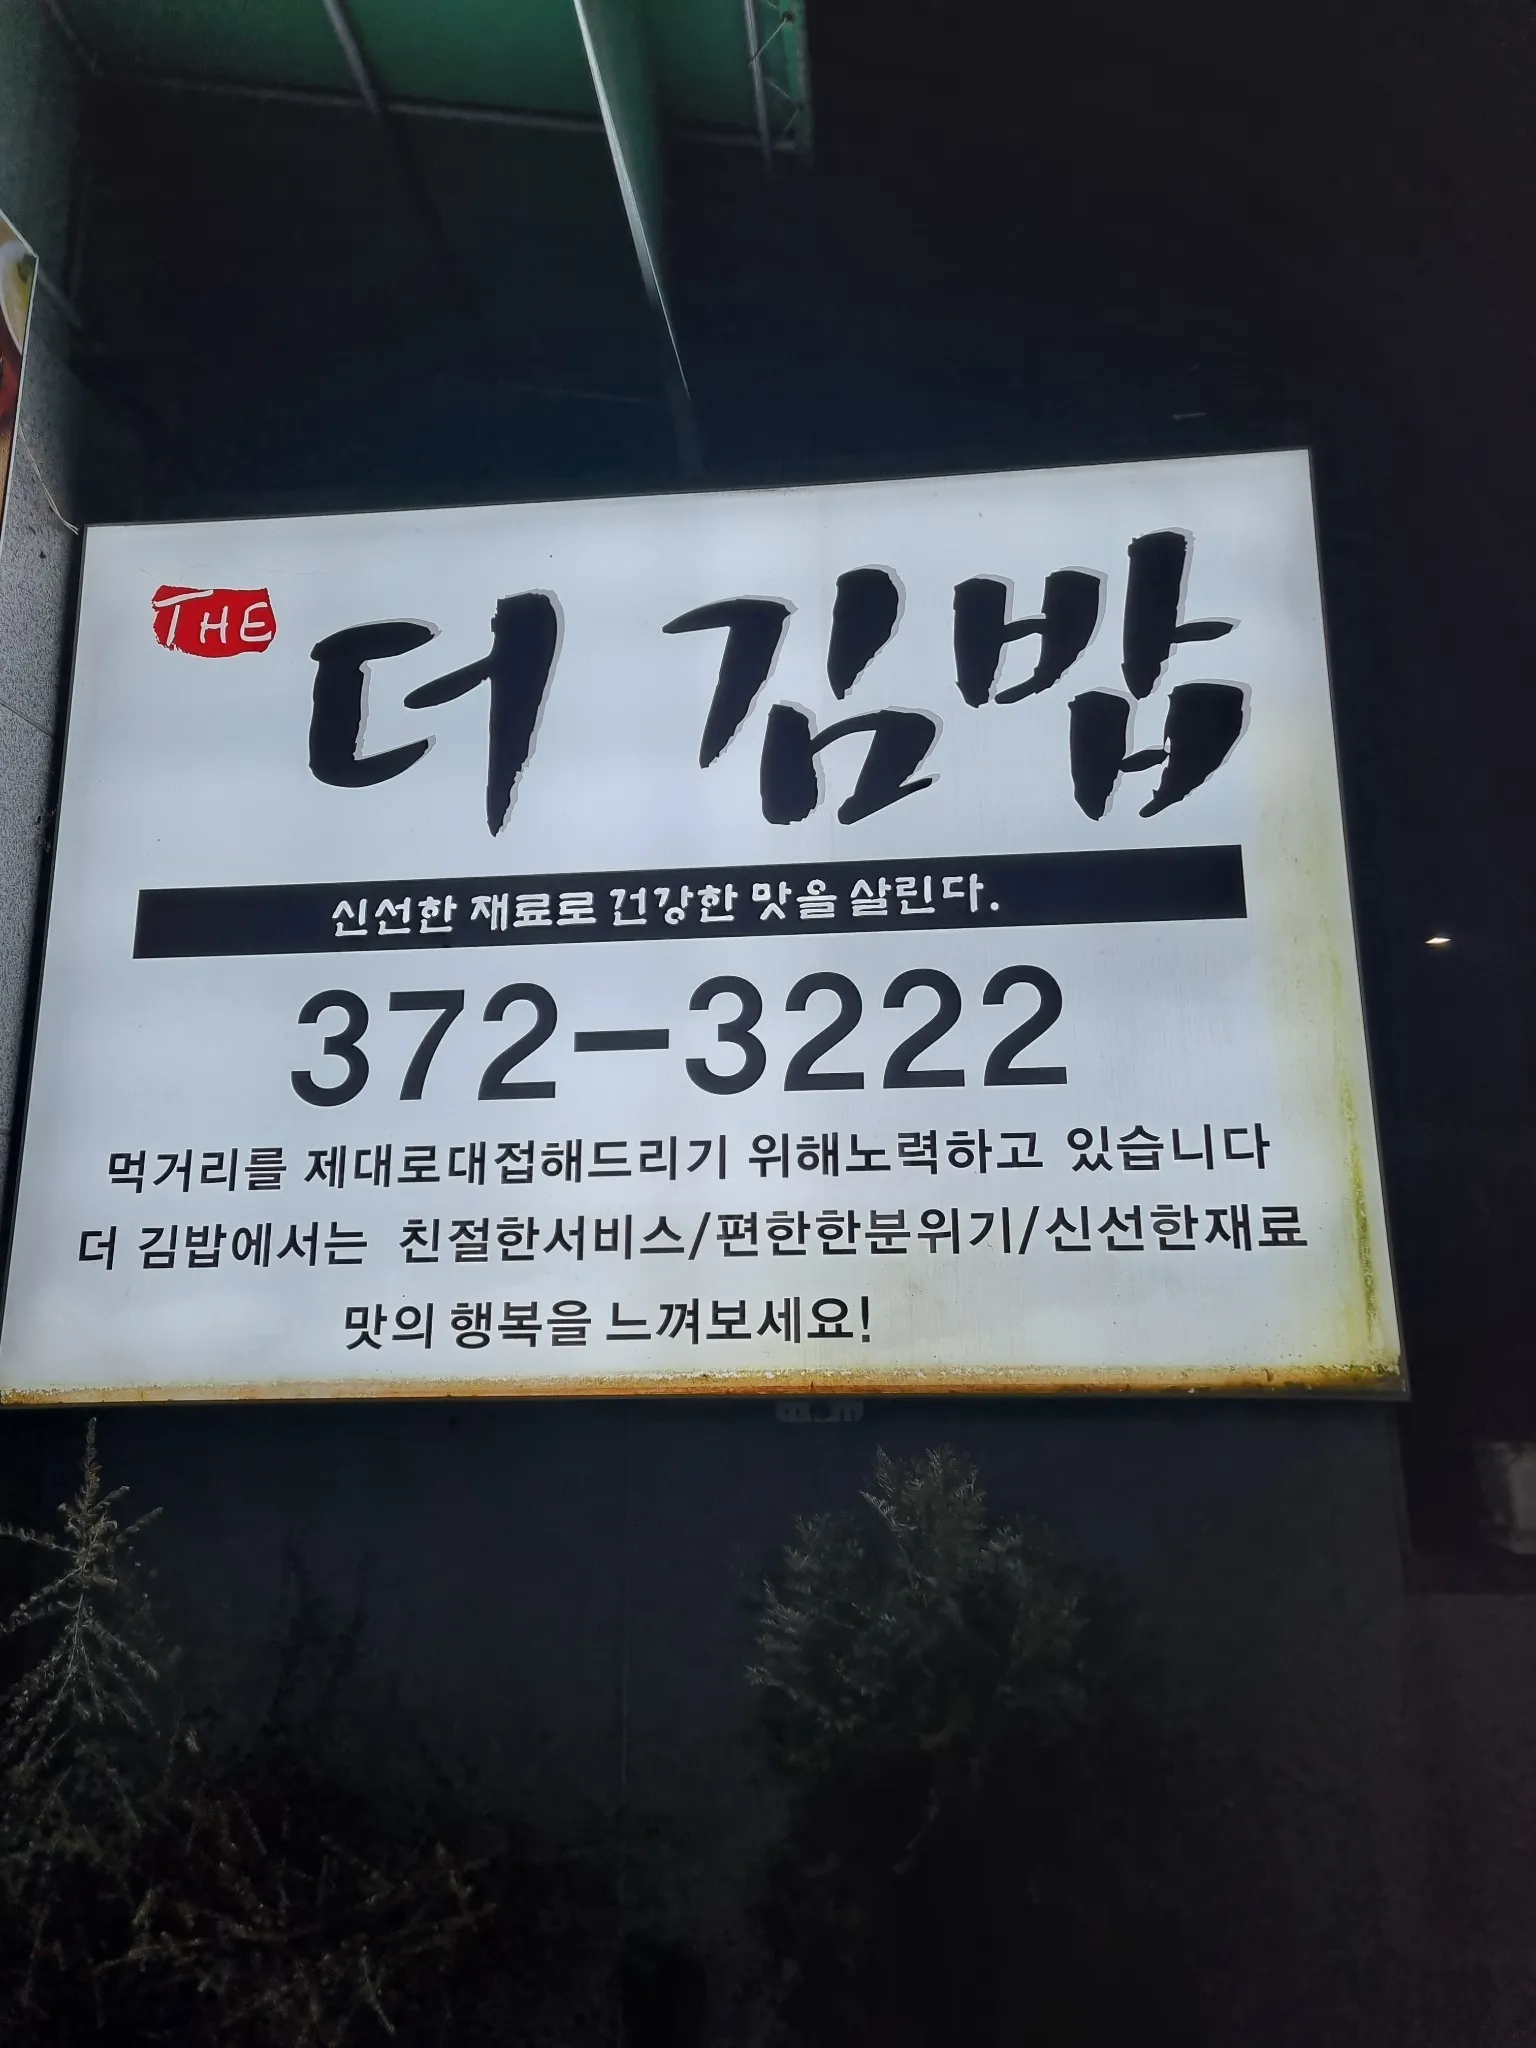 THE
더 김밥
신선한 재료로 건강한 맛을 살린다.
372-3222
먹거리를 제대로대접해드리기 위해노력하고 있습니다
더 김밥에서는 친절한서비스/편한한분위기/신선한재료
맛의 행복을 느껴보세요!